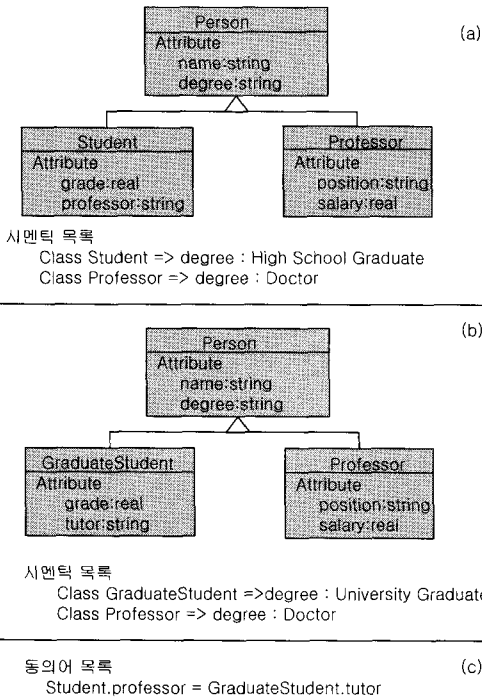 Person
(a)
Attribute
name:string
degree:string
Student
Professor
Attribute
Attribute
grade:real
position:string
professor:string
salary:real
시멘틱 목록
Class Student => degree : High School Graduate
Class Professor => degree : Doctor
(b)
Person
Attribute
name:string
degree:string
GraduateStudent
Professor
Attribute
Attribute
grade:real
position:string
tutor:string
salary:real
시멘틱 목록
Class GraduateStudent =>degree : University Graduate
Class Professor => degree : Doctor
동의어 목록
(c)
Student.professor = GraduateStudent.tutor